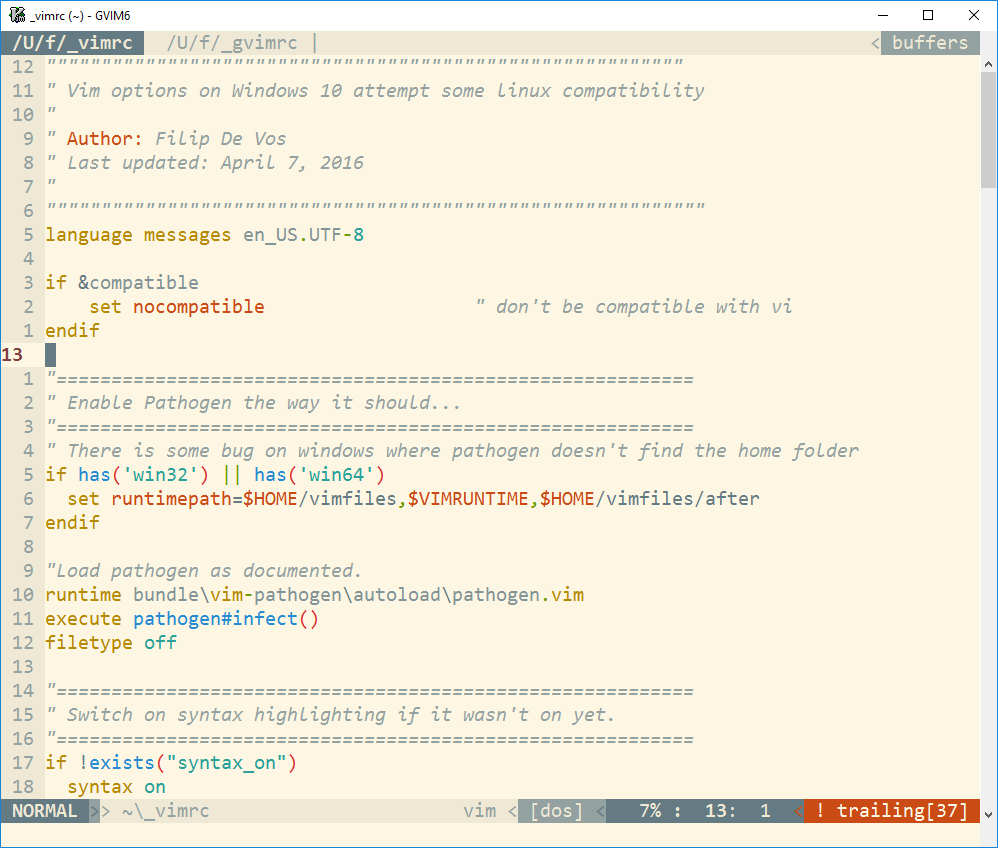 _vimrc (~) - GVIM6
/U/f/_vimrc /U/f/_gvimrc | < buffers
12 """"""""""""""""""""""""""""""""""""""""""""""""""""""""""
11 " Vim options on Windows 10 attempt some linux compatibility
10 "
9 " Author: Filip De Vos
8 " Last updated: April 7, 2016
7 "
6 """"""""""""""""""""""""""""""""""""""""""""""""""""""""""""
5 language messages en_US.UTF-8
4
3 if &compatible
2     set nocompatible                   " don't be compatible with vi
1 endif
13
1 "==========================================================
2 " Enable Pathogen the way it should...
3 "==========================================================
4 " There is some bug on windows where pathogen doesn't find the home folder
5 if has('win32') || has('win64')
6   set runtimepath=$HOME/vimfiles,$VIMRUNTIME,$HOME/vimfiles/after
7 endif
8
9 "Load pathogen as documented.
10 runtime bundle\vim-pathogen\autoload\pathogen.vim
11 execute pathogen#infect()
12 filetype off
13
14 "==========================================================
15 " Switch on syntax highlighting if it wasn't on yet.
16 "==========================================================
17 if !exists("syntax_on")
18   syntax on
NORMAL >> ~\_vimrc vim < [dos] < 7% : 13: 1 < ! trailing[37]